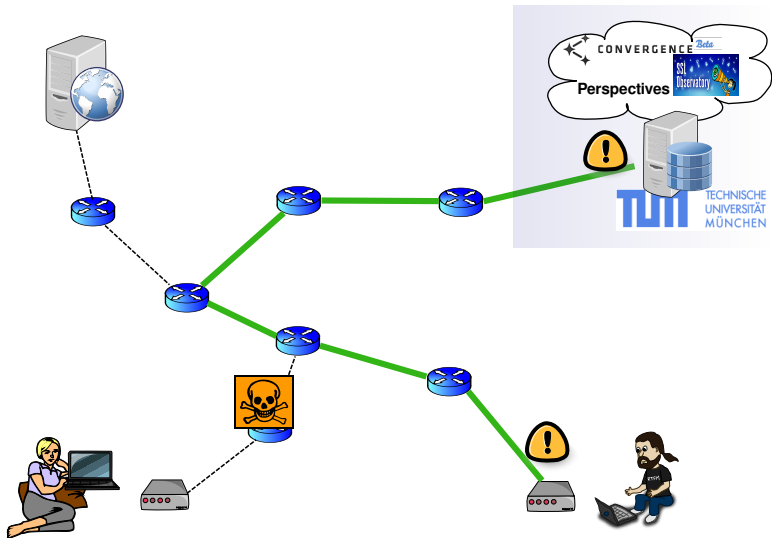 CONVERGENCE Beta
Perspectives
SSL
Observatory
TUM
TECHNISCHE
UNIVERSITÄT
MÜNCHEN